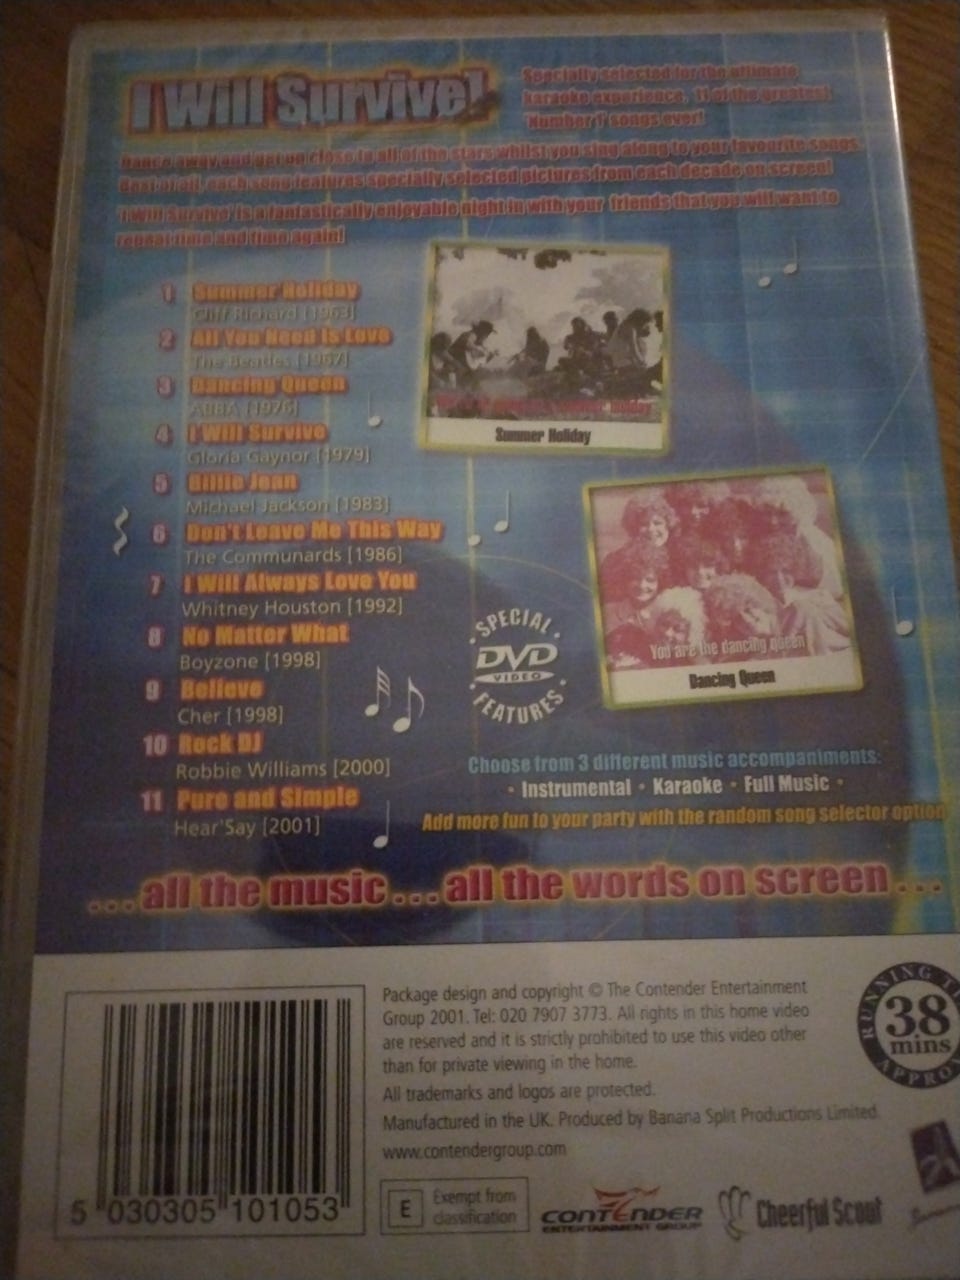 I Will Survive!
Specially selected for the ultimate
karaoke experience, 11 of the greatest
'Number 1' songs ever!
Dance away and get up close to all of the stars whilst you sing along to your favourite songs.
Best of all, each song features specially selected pictures from each decade on screen!
'I Will Survive' is a fantastically enjoyable night in with your friends that you will want to
repeat time and time again!
1 Summer Holiday
Cliff Richard [1963]
2 All You Need Is Love
The Beatles [1967]
3 Dancing Queen
ABBA [1976]
4 I Will Survive
Gloria Gaynor [1979]
5 Billie Jean
Michael Jackson [1983]
6 Don't Leave Me This Way
The Communards [1986]
7 I Will Always Love You
Whitney Houston [1992]
8 No Matter What
Boyzone [1998]
9 Believe
Cher [1998]
10 Rock DJ
Robbie Williams [2000]
11 Pure and Simple
Hear'Say [2001]
summer holiday
Summer Holiday
You are the dancing queen
Dancing Queen
SPECIAL
DVD
VIDEO
FEATURES
Choose from 3 different music accompaniments:
• Instrumental • Karaoke • Full Music •
Add more fun to your party with the random song selector option
...all the music...all the words on screen...
Package design and copyright © The Contender Entertainment
Group 2001. Tel: 020 7907 3773. All rights in this home video
are reserved and it is strictly prohibited to use this video other
than for private viewing in the home.
All trademarks and logos are protected.
Manufactured in the UK. Produced by Banana Split Productions Limited.
www.contendergroup.com
RUNNING TI
38
mins
APPRO
5 030305 101053
E Exempt from
classification
CONTENDER
ENTERTAINMENT GROUP
Cheerful Scout